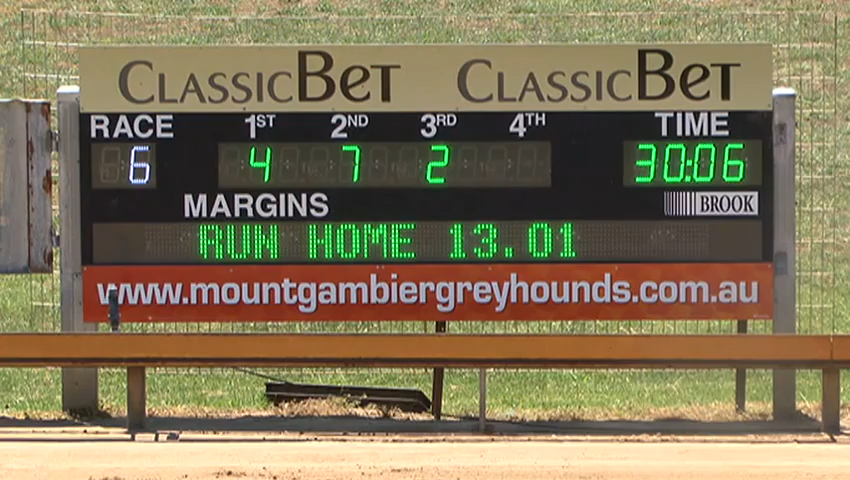 CLASSICBET CLASSICBET
RACE 1ST 2ND 3RD 4TH TIME
6 4 7 2 30:06
MARGINS BROOK
RUN HOME 13.01
www.mountgambiergreyhounds.com.au